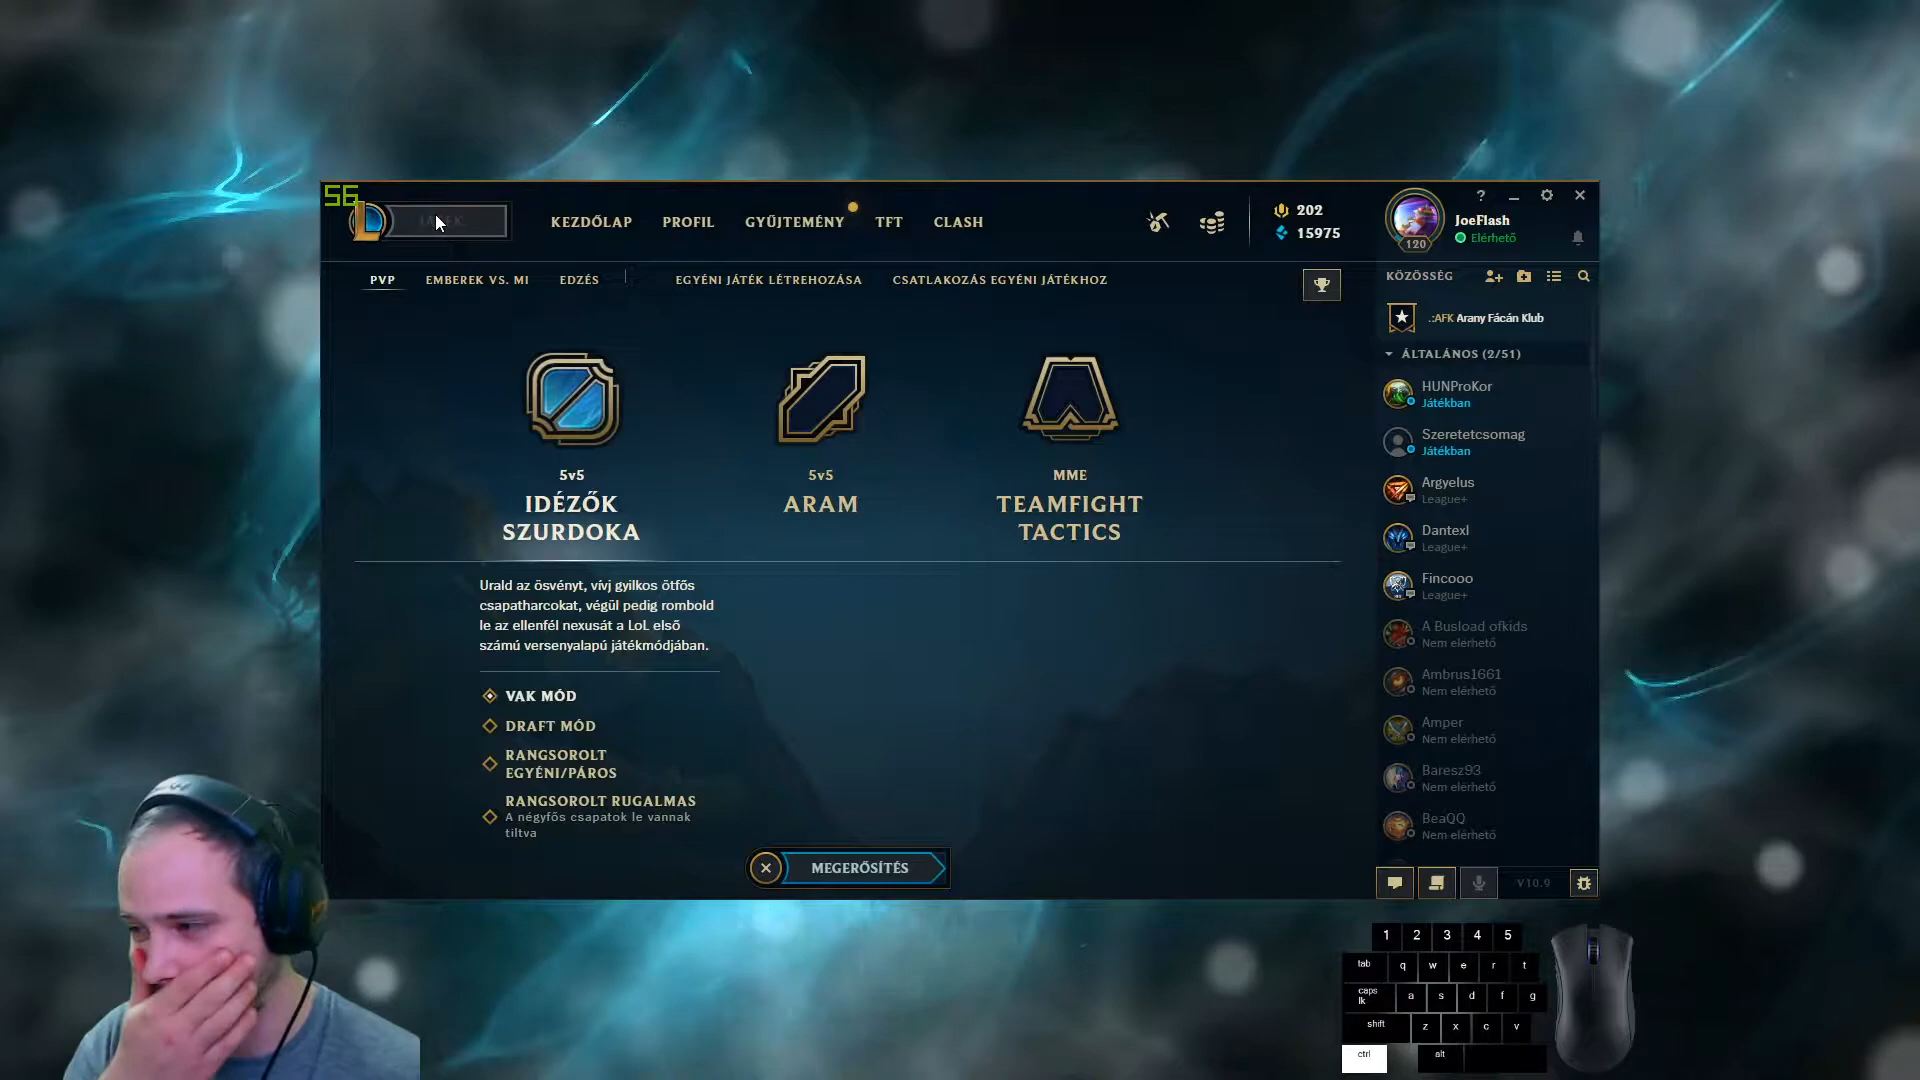 56
JÁTÉK
KEZDŐLAP
PROFIL
GYŰJTEMÉNY
TFT
CLASH
202
15975
?
JoeFlash
Elérhető
120
PVP
EMBEREK VS. MI
EDZÉS
EGYÉNI JÁTÉK LÉTREHOZÁSA
CSATLAKOZÁS EGYÉNI JÁTÉKHOZ
5v5
IDÉZŐK
SZURDOKA
5v5
ARAM
MME
TEAMFIGHT
TACTICS
Urald az ösvényt, vívj gyilkos ötfős
csapatharcokat, végül pedig rombold
le az ellenfél nexusát a LoL első
számú versenyalapú játékmódjában.
VAK MÓD
DRAFT MÓD
RANGSOROLT
EGYÉNI/PÁROS
RANGSOROLT RUGALMAS
A négyfős csapatok le vannak
tiltva
MEGERŐSÍTÉS
KÖZÖSSÉG
.:AFK Arany Fácán Klub
ÁLTALÁNOS (2/51)
HUNProKor
Játékban
Szeretetcsomag
Játékban
Argyelus
League+
Dantexl
League+
Fincooo
League+
A Busload ofkids
Nem elérhető
Ambrus1661
Nem elérhető
Amper
Nem elérhető
Baresz93
Nem elérhető
BeaQQ
Nem elérhető
V10.9
1 2 3 4 5
tab q w e r t
caps
lk
a s d f g
shift z x c v
ctrl alt